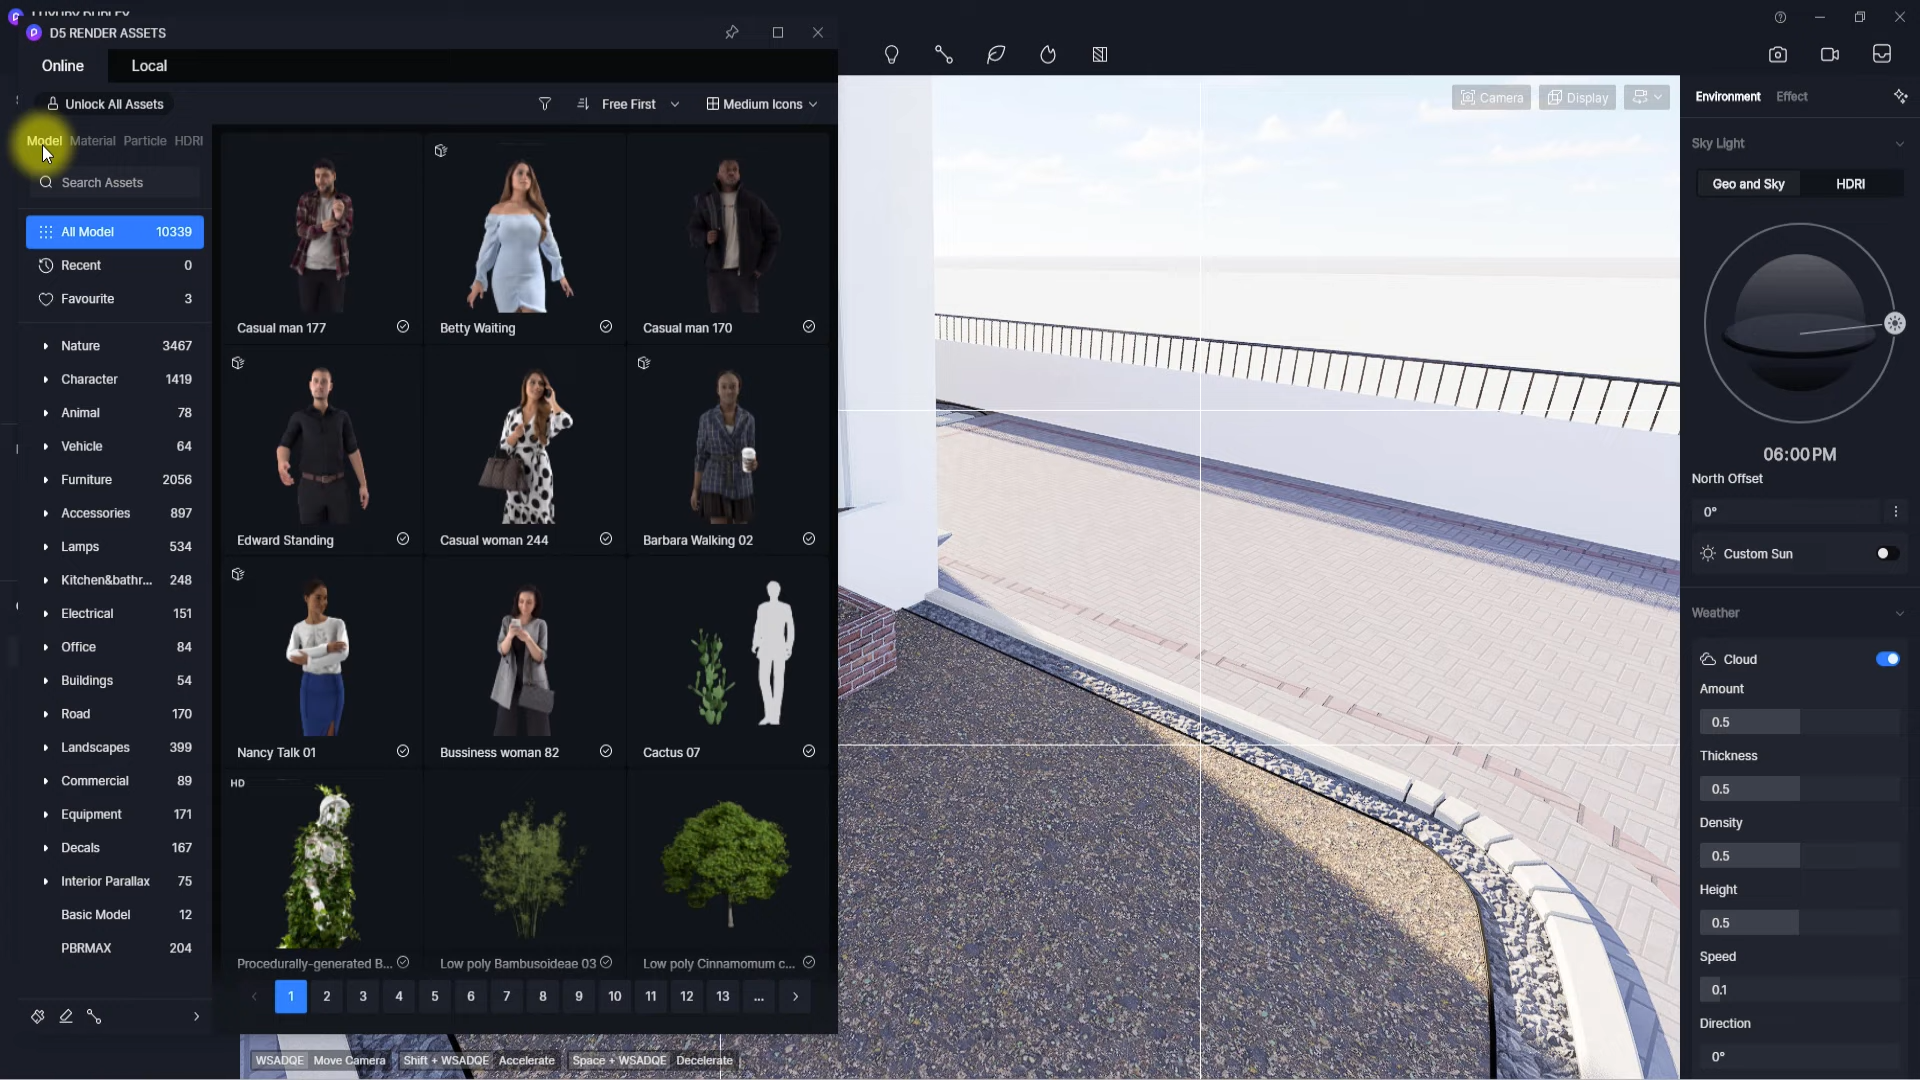 D5 RENDER ASSETS
Online
Local
Unlock All Assets
Free First
Medium Icons
Model Material Particle HDRI
Search Assets
All Model 10339
Recent 0
Favourite 3
Nature 3467
Character 1419
Animal 78
Vehicle 64
Furniture 2056
Accessories 897
Lamps 534
Kitchen&bathr... 248
Electrical 151
Office 84
Buildings 54
Road 170
Landscapes 399
Commercial 89
Equipment 171
Decals 167
Interior Parallax 75
Basic Model 12
PBRMAX 204
Casual man 177
Betty Waiting
Casual man 170
Edward Standing
Casual woman 244
Barbara Walking 02
Nancy Talk 01
Bussiness woman 82
Cactus 07
HD
Procedurally-generated B...
Low poly Bambusoideae 03
Low poly Cinnamomum c...
1 2 3 4 5 6 7 8 9 10 11 12 13 ...
WSADQE Move Camera Shift + WSADQE Accelerate Space + WSADQE Decelerate
Camera
Display
Environment Effect
Sky Light
Geo and Sky HDRI
06:00PM
North Offset
0°
Custom Sun
Weather
Cloud
Amount
0.5
Thickness
0.5
Density
0.5
Height
0.5
Speed
0.1
Direction
0°